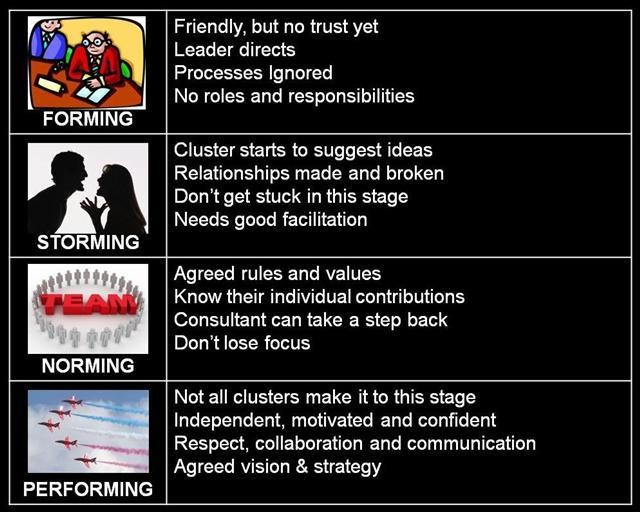 FORMING
Friendly, but no trust yet
Leader directs
Processes Ignored
No roles and responsibilities
STORMING
Cluster starts to suggest ideas
Relationships made and broken
Don't get stuck in this stage
Needs good facilitation
TEAM
NORMING
Agreed rules and values
Know their individual contributions
Consultant can take a step back
Don't lose focus
PERFORMING
Not all clusters make it to this stage
Independent, motivated and confident
Respect, collaboration and communication
Agreed vision & strategy